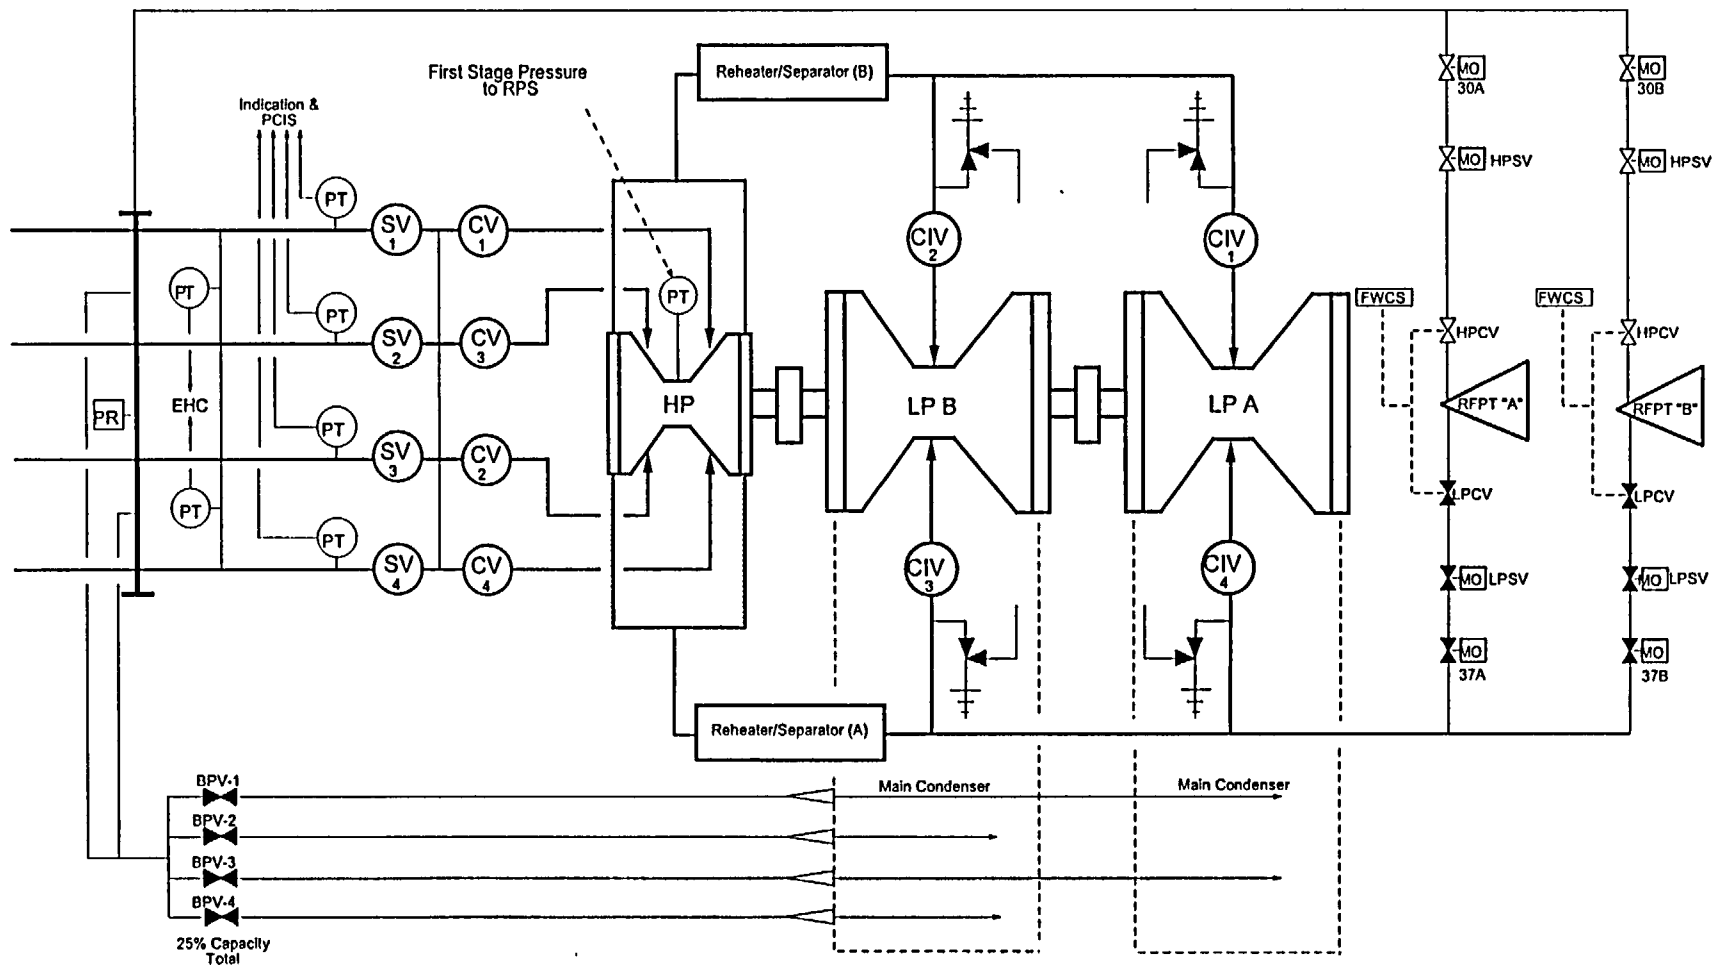 Reheater/Separator (B)
First Stage Pressure
to RPS
Indication &
PCIS
MO
30A
MO
30B
MO HPSV
MO HPSV
PT
SV
1
CV
1
CIV
2
CIV
1
PT
PT
PT
SV
2
CV
3
FWCS
FWCS
HPCV
HPCV
PR
EHC
HP
LP B
LP A
RFPT "A"
RFPT "B"
PT
SV
3
CV
2
PT
LPCV
LPCV
PT
SV
4
CV
4
CIV
3
CIV
4
MO LPSV
MO LPSV
MO
37A
MO
37B
Reheater/Separator (A)
BPV-1
Main Condenser
Main Condenser
BPV-2
BPV-3
BPV-4
25% Capacity
Total